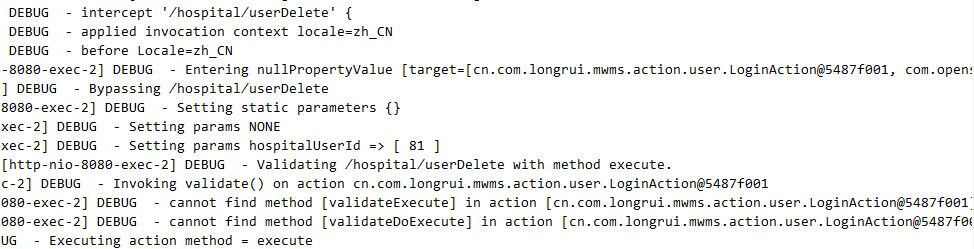 DEBUG  - intercept '/hospital/userDelete' {
DEBUG  - applied invocation context locale=zh_CN
DEBUG  - before Locale=zh_CN
-8080-exec-2] DEBUG  - Entering nullPropertyValue [target=[cn.com.longrui.mwms.action.user.LoginAction@5487f001, com.opens
] DEBUG  - Bypassing /hospital/userDelete
8080-exec-2] DEBUG  - Setting static parameters {}
xec-2] DEBUG  - Setting params NONE
xec-2] DEBUG  - Setting params hospitalUserId => [ 81 ]
[http-nio-8080-exec-2] DEBUG  - Validating /hospital/userDelete with method execute.
c-2] DEBUG  - Invoking validate() on action cn.com.longrui.mwms.action.user.LoginAction@5487f001
080-exec-2] DEBUG  - cannot find method [validateExecute] in action [cn.com.longrui.mwms.action.user.LoginAction@5487f001]
080-exec-2] DEBUG  - cannot find method [validateDoExecute] in action [cn.com.longrui.mwms.action.user.LoginAction@5487f00
UG  - Executing action method = execute